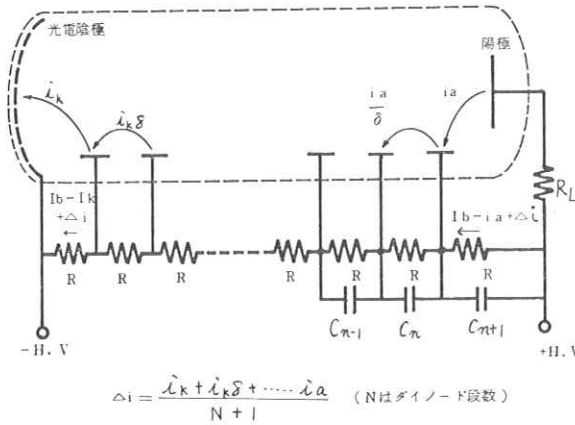 光電陰極
陽極
ik
ikδ
ia/δ
ia
RL
Ib-Ik
+△i
←
Ib-ia+△i
←
R
R
R
R
R
R
R
Cn-1
Cn
Cn+1
-H.V
+H.V
△i = ik+ikδ+·····ia / N+1 (Nはダイノード段数)